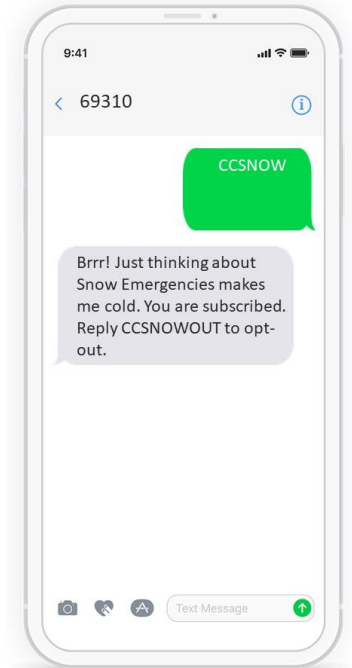 9:41
69310
CCSNOW
Brrr! Just thinking about
Snow Emergencies makes
me cold. You are subscribed.
Reply CCSNOWOUT to opt-
out.
Text Message